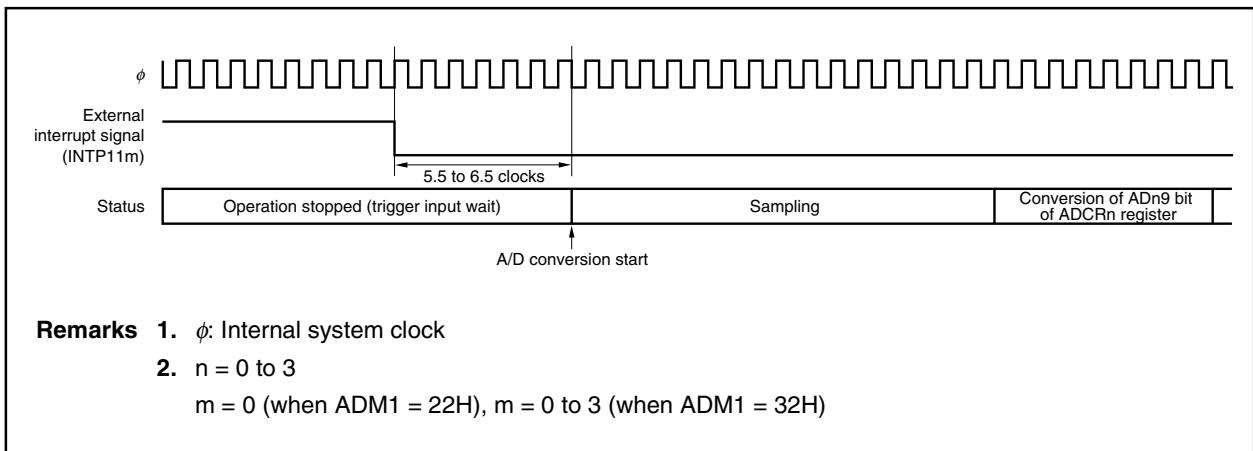 ϕ
External
interrupt signal
(INTP11m)
5.5 to 6.5 clocks
Status
Operation stopped (trigger input wait)
Sampling
Conversion of ADn9 bit
of ADCRn register
A/D conversion start
Remarks 1. ϕ: Internal system clock
2. n = 0 to 3
m = 0 (when ADM1 = 22H), m = 0 to 3 (when ADM1 = 32H)